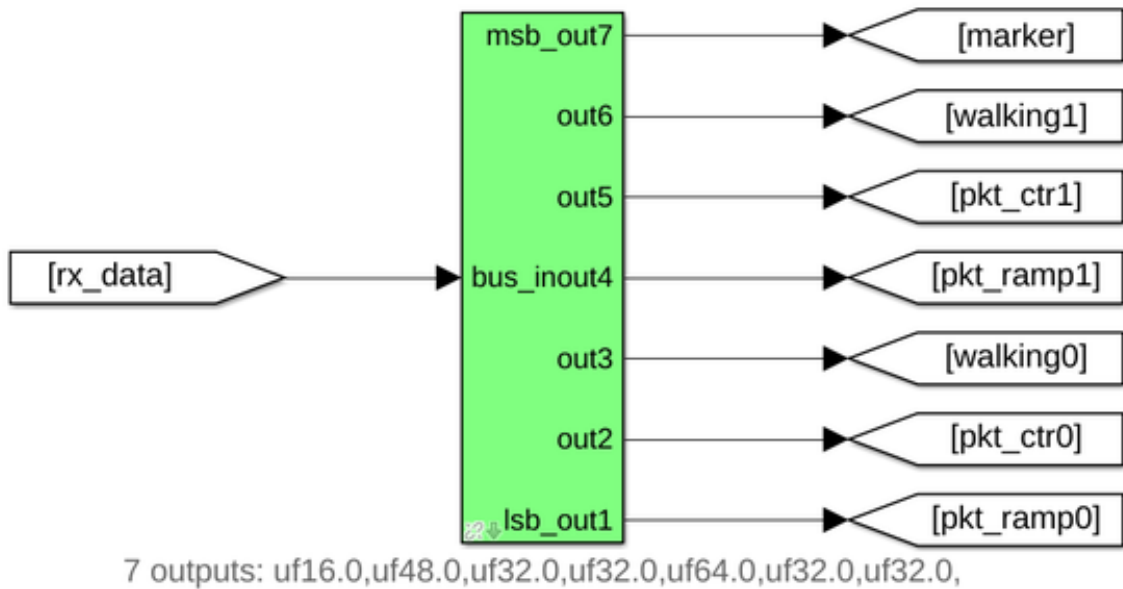 msb_out7
[marker]
out6
[walking1]
out5
[pkt_ctr1]
[rx_data]
bus_inout4
[pkt_ramp1]
out3
[walking0]
out2
[pkt_ctr0]
lsb_out1
[pkt_ramp0]
7 outputs: uf16.0,uf48.0,uf32.0,uf32.0,uf64.0,uf32.0,uf32.0,